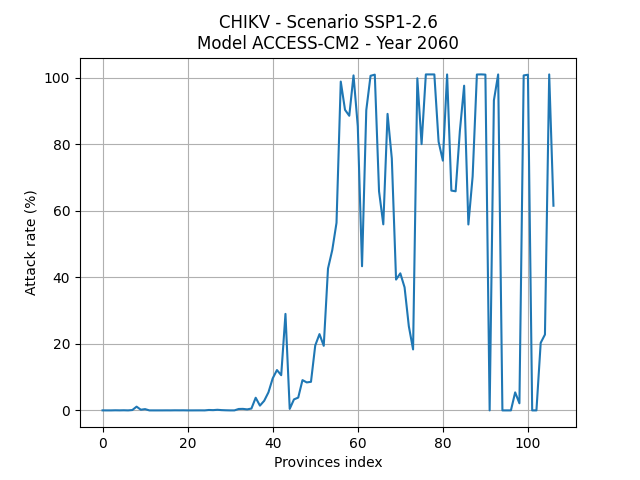 CHIKV - Scenario SSP1-2.6
Model ACCESS-CM2 - Year 2060
100
80
60
40
20
0
Attack rate (%)
0 20 40 60 80 100
Provinces index